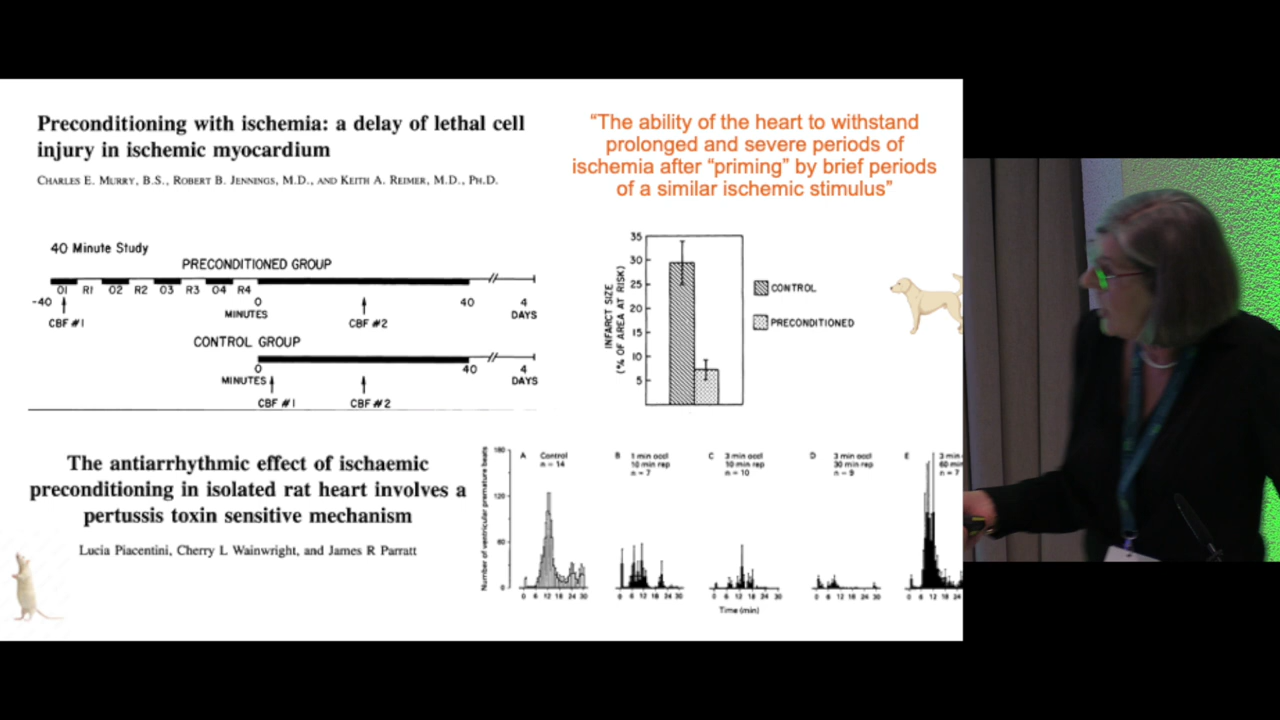 Preconditioning with ischemia: a delay of lethal cell
injury in ischemic myocardium
CHARLES E. MURRY, B.S., ROBERT B. JENNINGS, M.D., AND KEITH A. REIMER, M.D., PH.D.
“The ability of the heart to withstand
prolonged and severe periods of
ischemia after “priming” by brief periods
of a similar ischemic stimulus”
40 Minute Study
PRECONDITIONED GROUP
O1 R1 O2 R2 O3 R3 O4 R4
-40 0 40 4
MINUTES DAYS
CBF #1 CBF #2
CONTROL GROUP
0 40 4
MINUTES DAYS
CBF #1 CBF #2
INFARCT SIZE
(% OF AREA AT RISK)
35
30
25
20
15
10
5
CONTROL
PRECONDITIONED
The antiarrhythmic effect of ischaemic
preconditioning in isolated rat heart involves a
pertussis toxin sensitive mechanism
Lucia Piacentini, Cherry L Wainwright, and James R Parratt
Number of ventricular premature beats
180
120
60
0
A Control
n = 14
B 1 min occl
10 min rep
n = 7
C 3 min occl
10 min rep
n = 10
D 3 min occl
30 min rep
n = 9
E 3 min
60 min
n = 7
0 6 12 18 24 30
0 6 12 18 24 30
0 6 12 18 24 30
0 6 12 18 24 30
0 6 12 18 24
Time (min)